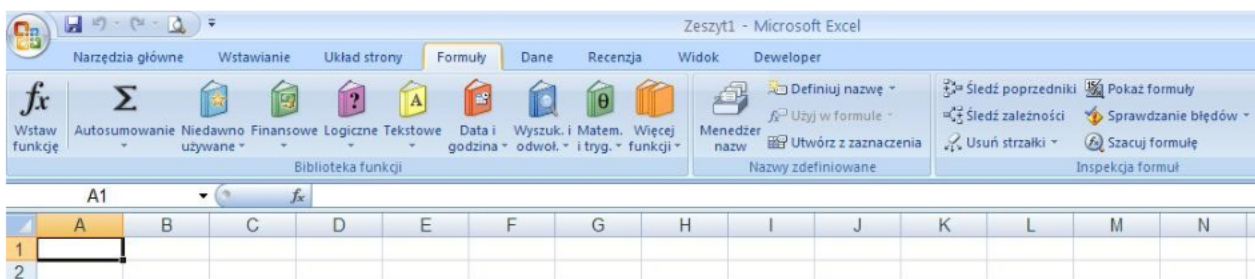 Zeszyt1 - Microsoft Excel
Narzędzia główne Wstawianie Układ strony Formuły Dane Recenzja Widok Deweloper
fx Wstaw funkcję
Σ Autosumowanie
Niedawno używane
Finansowe
? Logiczne
A Tekstowe
Data i godzina
Wyszuk. i odwoł.
θ Matem. i tryg.
Więcej funkcji
Biblioteka funkcji
Menedżer nazw
Definiuj nazwę
Użyj w formule
Utwórz z zaznaczenia
Nazwy zdefiniowane
Śledź poprzedniki
Śledź zależności
Usuń strzałki
Pokaż formuły
Sprawdzanie błędów
Szacuj formułę
Inspekcja formuł
A1 fx
A B C D E F G H I J K L M N
1
2